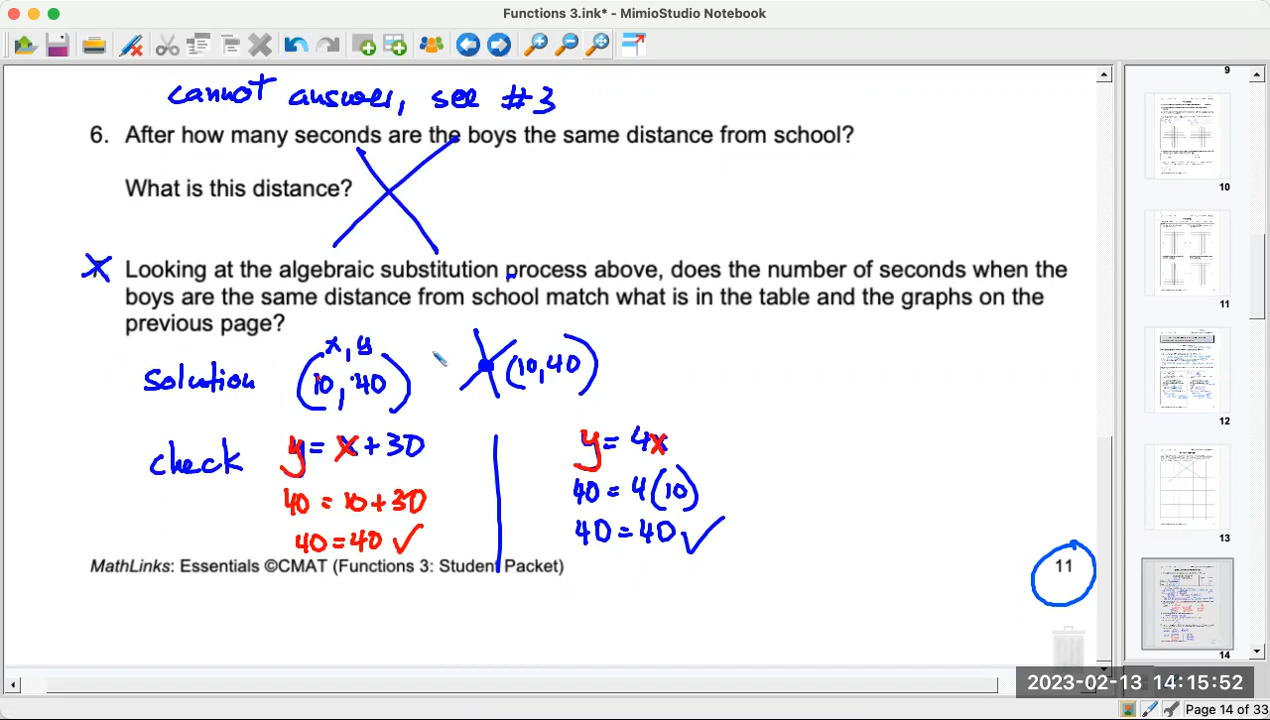 Functions 3.ink* - MimioStudio Notebook
cannot answer, see #3
6. After how many seconds are the boys the same distance from school?
What is this distance?
Looking at the algebraic substitution process above, does the number of seconds when the
boys are the same distance from school match what is in the table and the graphs on the
previous page?
x, y
solution (10, 40) (10, 40)
check y = x + 30 y = 4x
40 = 10 + 30 40 = 4(10)
40 = 40 ✓ 40 = 40 ✓
MathLinks: Essentials ©CMAT (Functions 3: Student Packet)
11
9
10
11
12
13
14
2023-02-13 14:15:52
Page 14 of 33